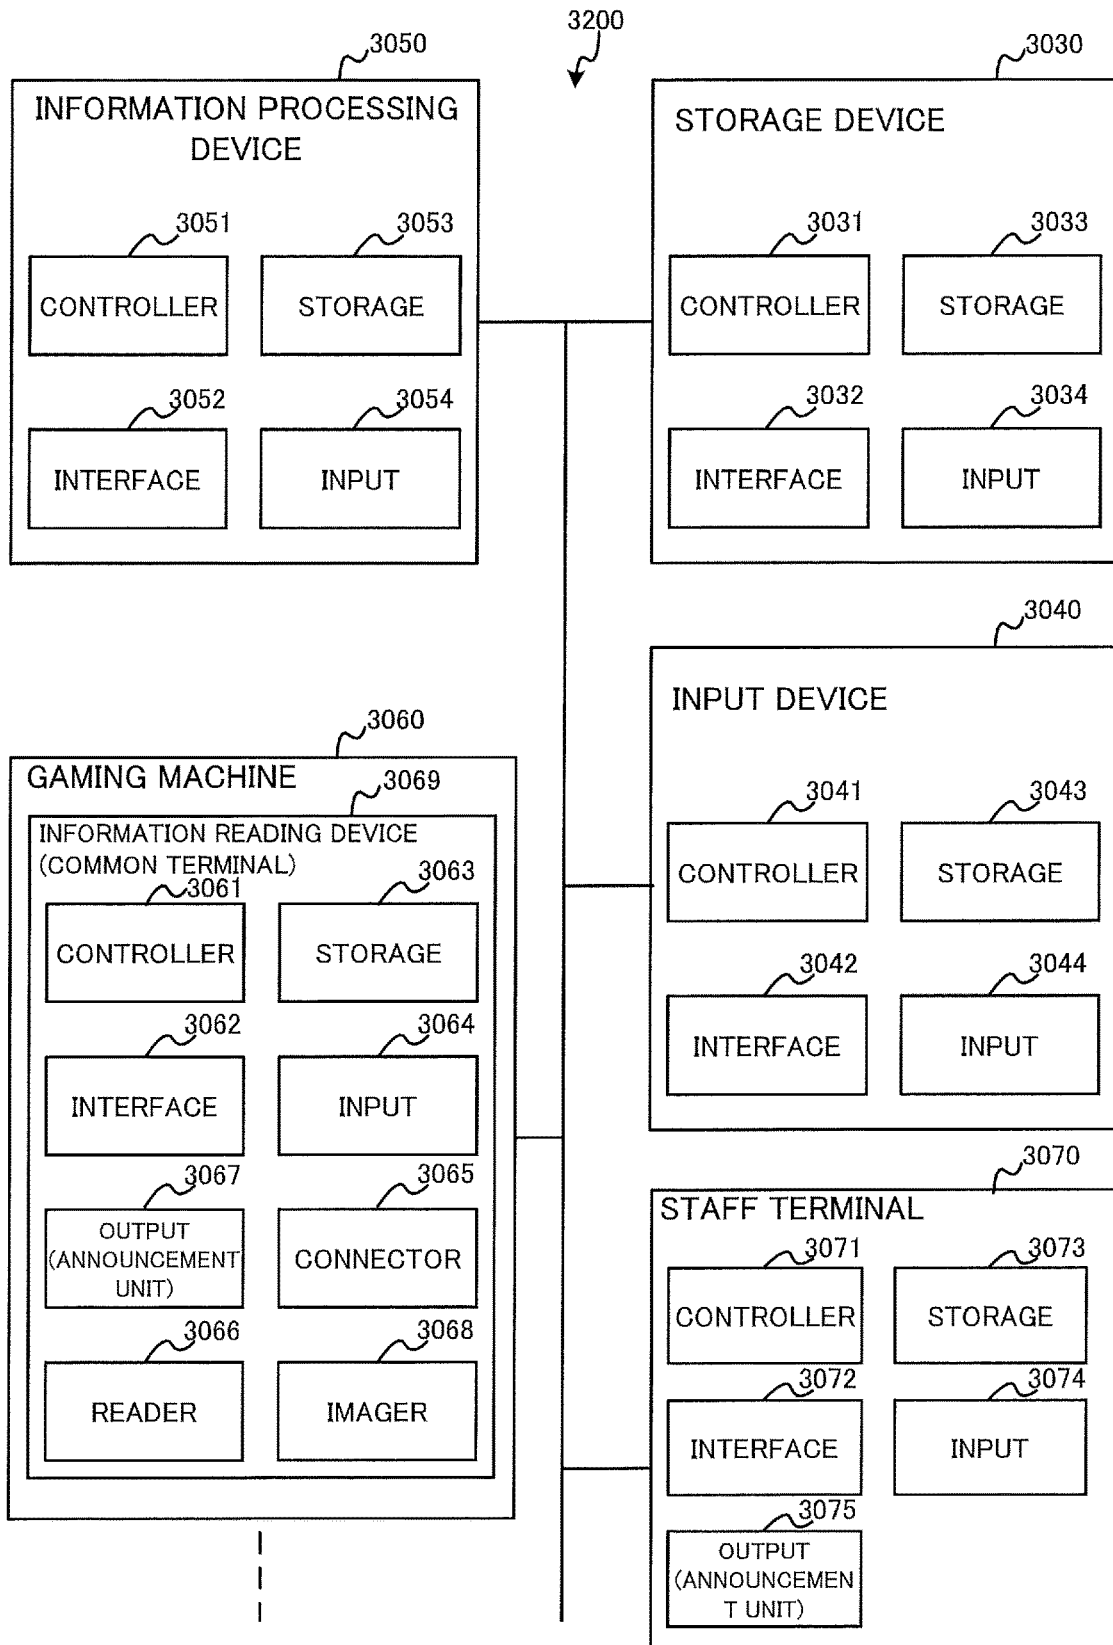 3200
3050
INFORMATION PROCESSING
DEVICE
3051
3053
CONTROLLER
STORAGE
3052
3054
INTERFACE
INPUT
3030
STORAGE DEVICE
3031
3033
CONTROLLER
STORAGE
3032
3034
INTERFACE
INPUT
3040
INPUT DEVICE
3041
3043
CONTROLLER
STORAGE
3042
3044
INTERFACE
INPUT
3060
GAMING MACHINE
3069
INFORMATION READING DEVICE
(COMMON TERMINAL)
3061
3063
CONTROLLER
STORAGE
3062
3064
INTERFACE
INPUT
3067
3065
OUTPUT
(ANNOUNCEMENT
UNIT)
CONNECTOR
3066
3068
READER
IMAGER
3070
STAFF TERMINAL
3071
3073
CONTROLLER
STORAGE
3072
3074
INTERFACE
INPUT
3075
OUTPUT
(ANNOUNCEMEN
T UNIT)